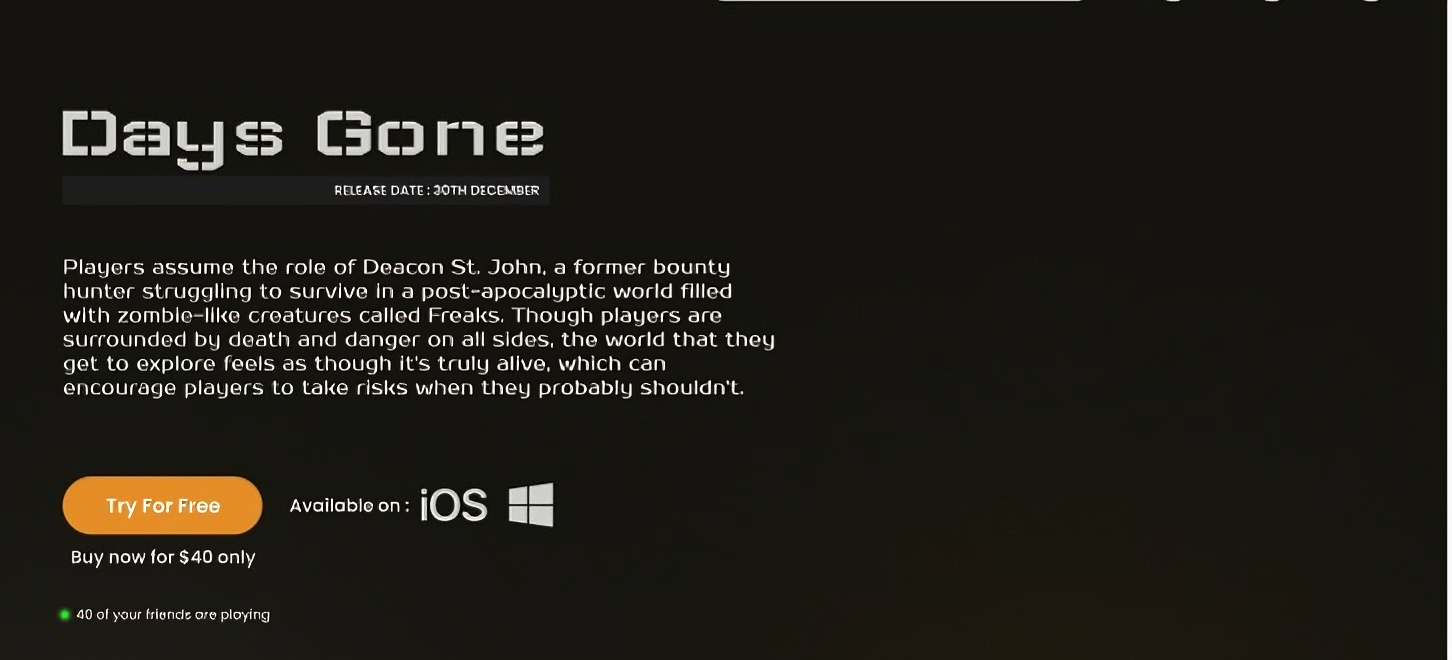 Days Gone
RELEASE DATE : 30TH DECEMBER
Players assume the role of Deacon St. John, a former bounty
hunter struggling to survive in a post-apocalyptic world filled
with zombie-like creatures called Freaks. Though players are
surrounded by death and danger on all sides, the world that they
get to explore feels as though it's truly alive, which can
encourage players to take risks when they probably shouldn't.
Try For Free
Available on : iOS
Buy now for $40 only
40 of your friends are playing